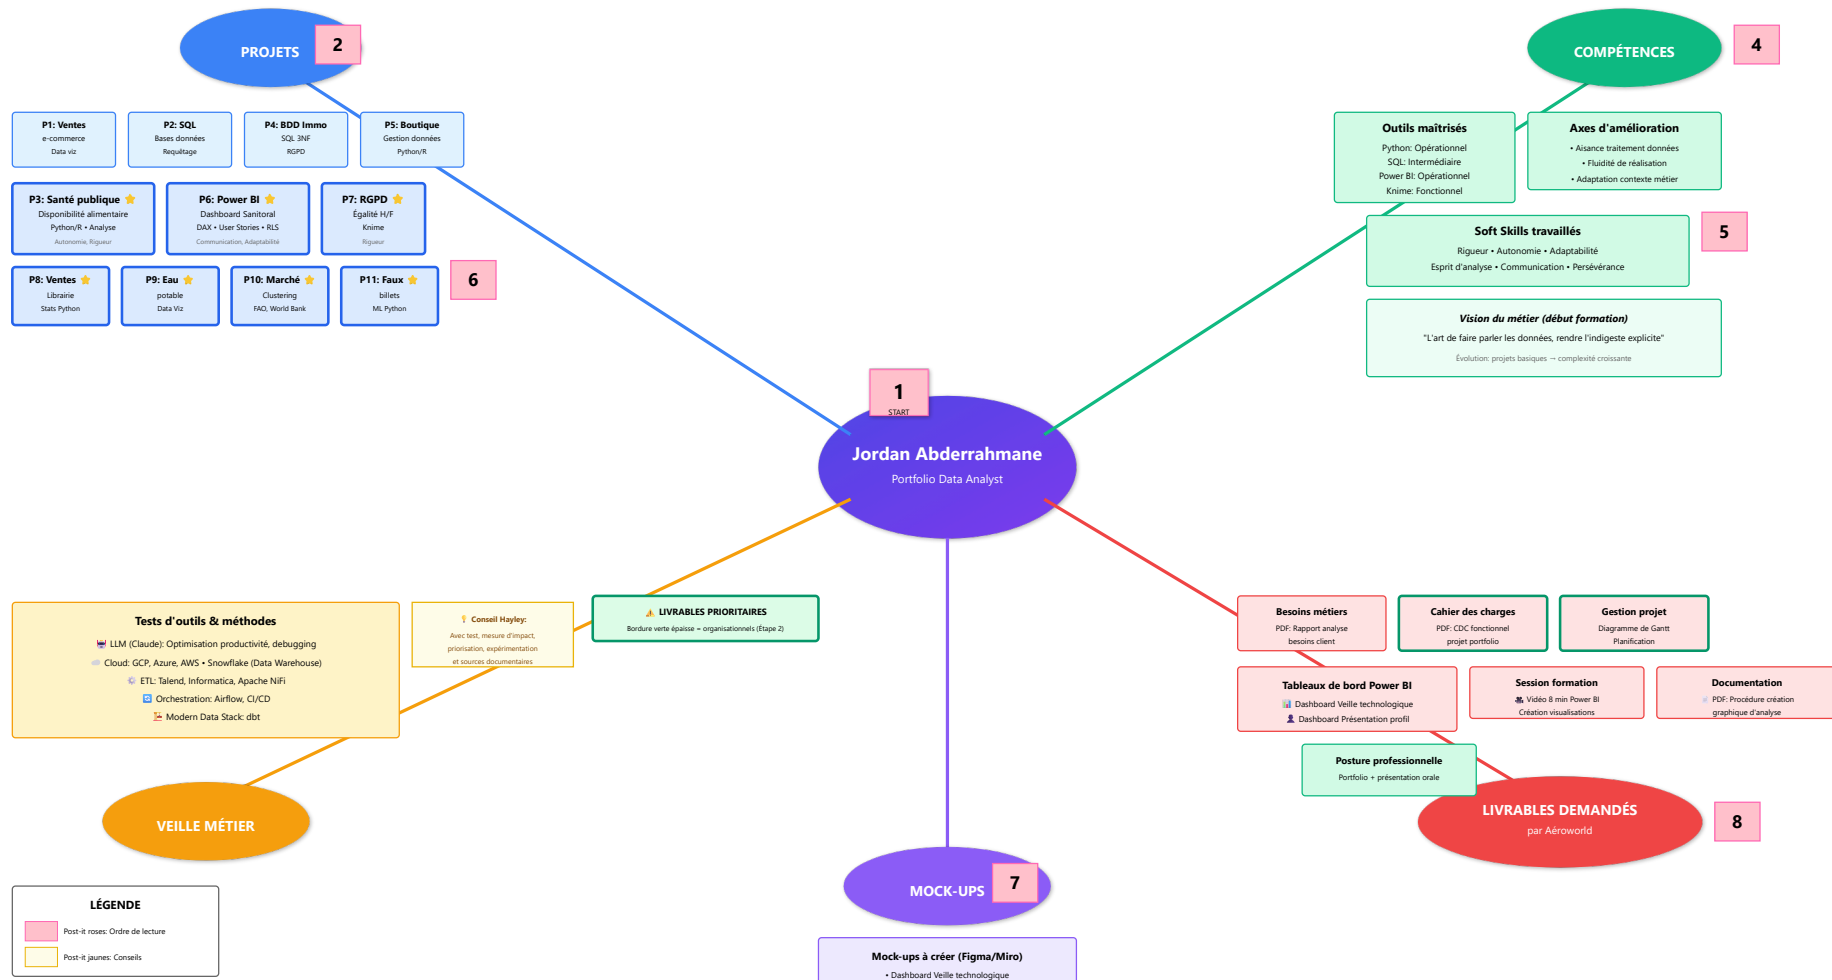 PROJETS
2
P1: Ventes
e-commerce
Data viz
P2: SQL
Bases données
Requêtage
P4: BDD Immo
SQL 3NF
RGPD
P5: Boutique
Gestion données
Python/R
P3: Santé publique ⭐
Disponibilité alimentaire
Python/R • Analyse
Autonomie, Rigueur
P6: Power BI ⭐
Dashboard Sanitoral
DAX • User Stories • RLS
Communication, Adaptabilité
P7: RGPD ⭐
Égalité H/F
Knime
Rigueur
P8: Ventes ⭐
Librairie
Stats Python
P9: Eau ⭐
potable
Data Viz
P10: Marché ⭐
Clustering
FAO, World Bank
P11: Faux ⭐
billets
ML Python
6
COMPÉTENCES
4
Outils maîtrisés
Python: Opérationnel
SQL: Intermédiaire
Power BI: Opérationnel
Knime: Fonctionnel
Axes d'amélioration
• Aisance traitement données
• Fluidité de réalisation
• Adaptation contexte métier
Soft Skills travaillés
Rigueur • Autonomie • Adaptabilité
Esprit d'analyse • Communication • Persévérance
5
Vision du métier (début formation)
"L'art de faire parler les données, rendre l'indigeste explicite"
Évolution: projets basiques → complexité croissante
1
START
Jordan Abderrahmane
Portfolio Data Analyst
Tests d'outils & méthodes
LLM (Claude): Optimisation productivité, debugging
Cloud: GCP, Azure, AWS • Snowflake (Data Warehouse)
ETL: Talend, Informatica, Apache NiFi
Orchestration: Airflow, CI/CD
Modern Data Stack: dbt
Conseil Hayley:
Avec test, mesure d'impact,
priorisation, expérimentation
et sources documentaires
LIVRABLES PRIORITAIRES
Bordure verte épaisse = organisationnels (Étape 2)
VEILLE MÉTIER
Besoins métiers
PDF: Rapport analyse
besoins client
Cahier des charges
PDF: CDC fonctionnel
projet portfolio
Gestion projet
Diagramme de Gantt
Planification
Tableaux de bord Power BI
Dashboard Veille technologique
Dashboard Présentation profil
Session formation
Vidéo 8 min Power BI
Création visualisations
Documentation
PDF: Procédure création
graphique d'analyse
Posture professionnelle
Portfolio + présentation orale
LIVRABLES DEMANDÉS
par Aéroworld
8
MOCK-UPS
7
Mock-ups à créer (Figma/Miro)
• Dashboard Veille technologique
LÉGENDE
Post-it roses: Ordre de lecture
Post-it jaunes: Conseils